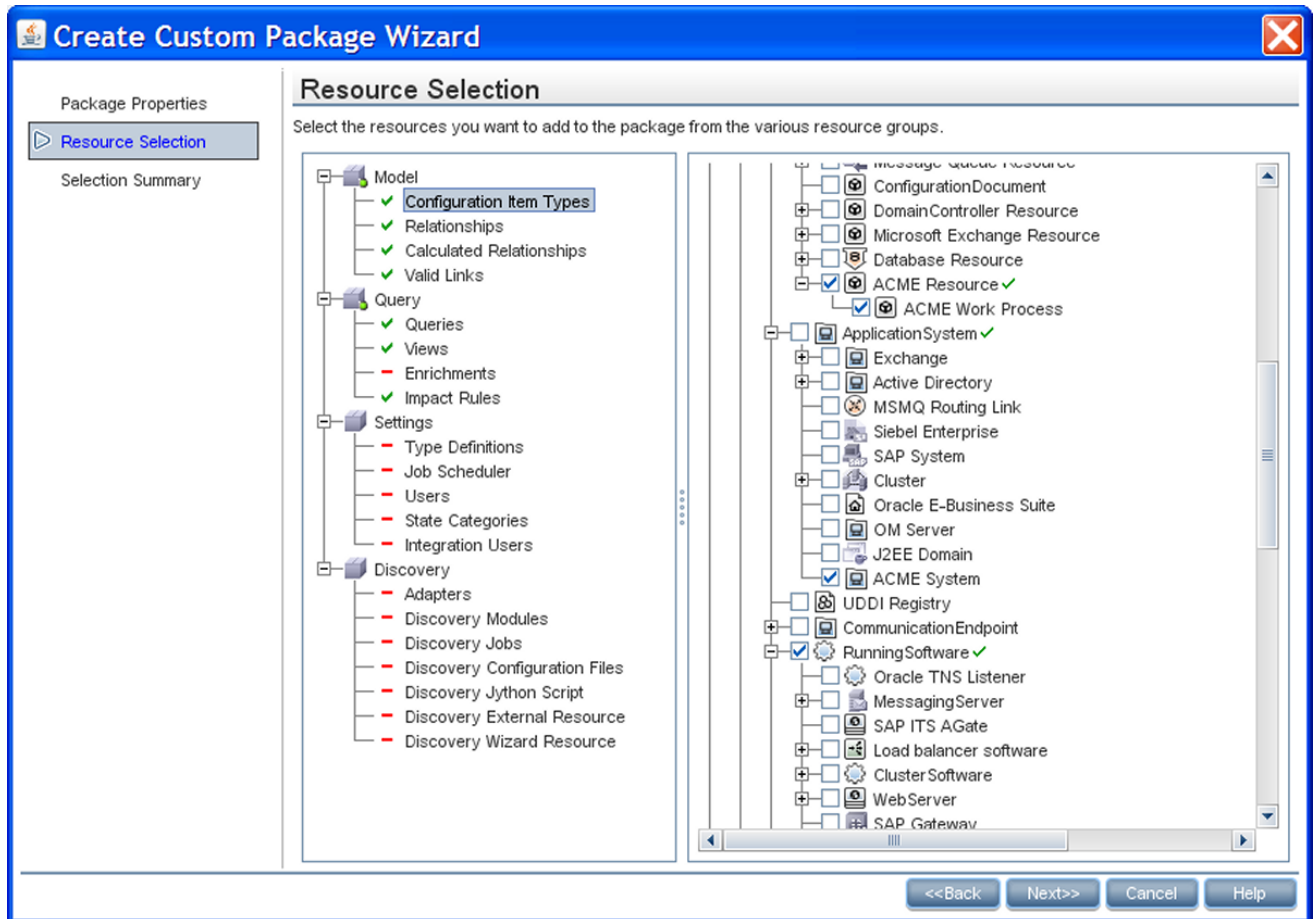 Create Custom Package Wizard
Package Properties
Resource Selection
Selection Summary
Resource Selection
Select the resources you want to add to the package from the various resource groups.
Model
Configuration Item Types
Relationships
Calculated Relationships
Valid Links
Query
Queries
Views
Enrichments
Impact Rules
Settings
Type Definitions
Job Scheduler
Users
State Categories
Integration Users
Discovery
Adapters
Discovery Modules
Discovery Jobs
Discovery Configuration Files
Discovery Jython Script
Discovery External Resource
Discovery Wizard Resource
Message Queue Resource
ConfigurationDocument
DomainController Resource
Microsoft Exchange Resource
Database Resource
ACME Resource
ACME Work Process
ApplicationSystem
Exchange
Active Directory
MSMQ Routing Link
Siebel Enterprise
SAP System
Cluster
Oracle E-Business Suite
OM Server
J2EE Domain
ACME System
UDDI Registry
CommunicationEndpoint
RunningSoftware
Oracle TNS Listener
MessagingServer
SAP ITS AGate
Load balancer software
ClusterSoftware
WebServer
SAP Gateway
<<Back
Next>>
Cancel
Help